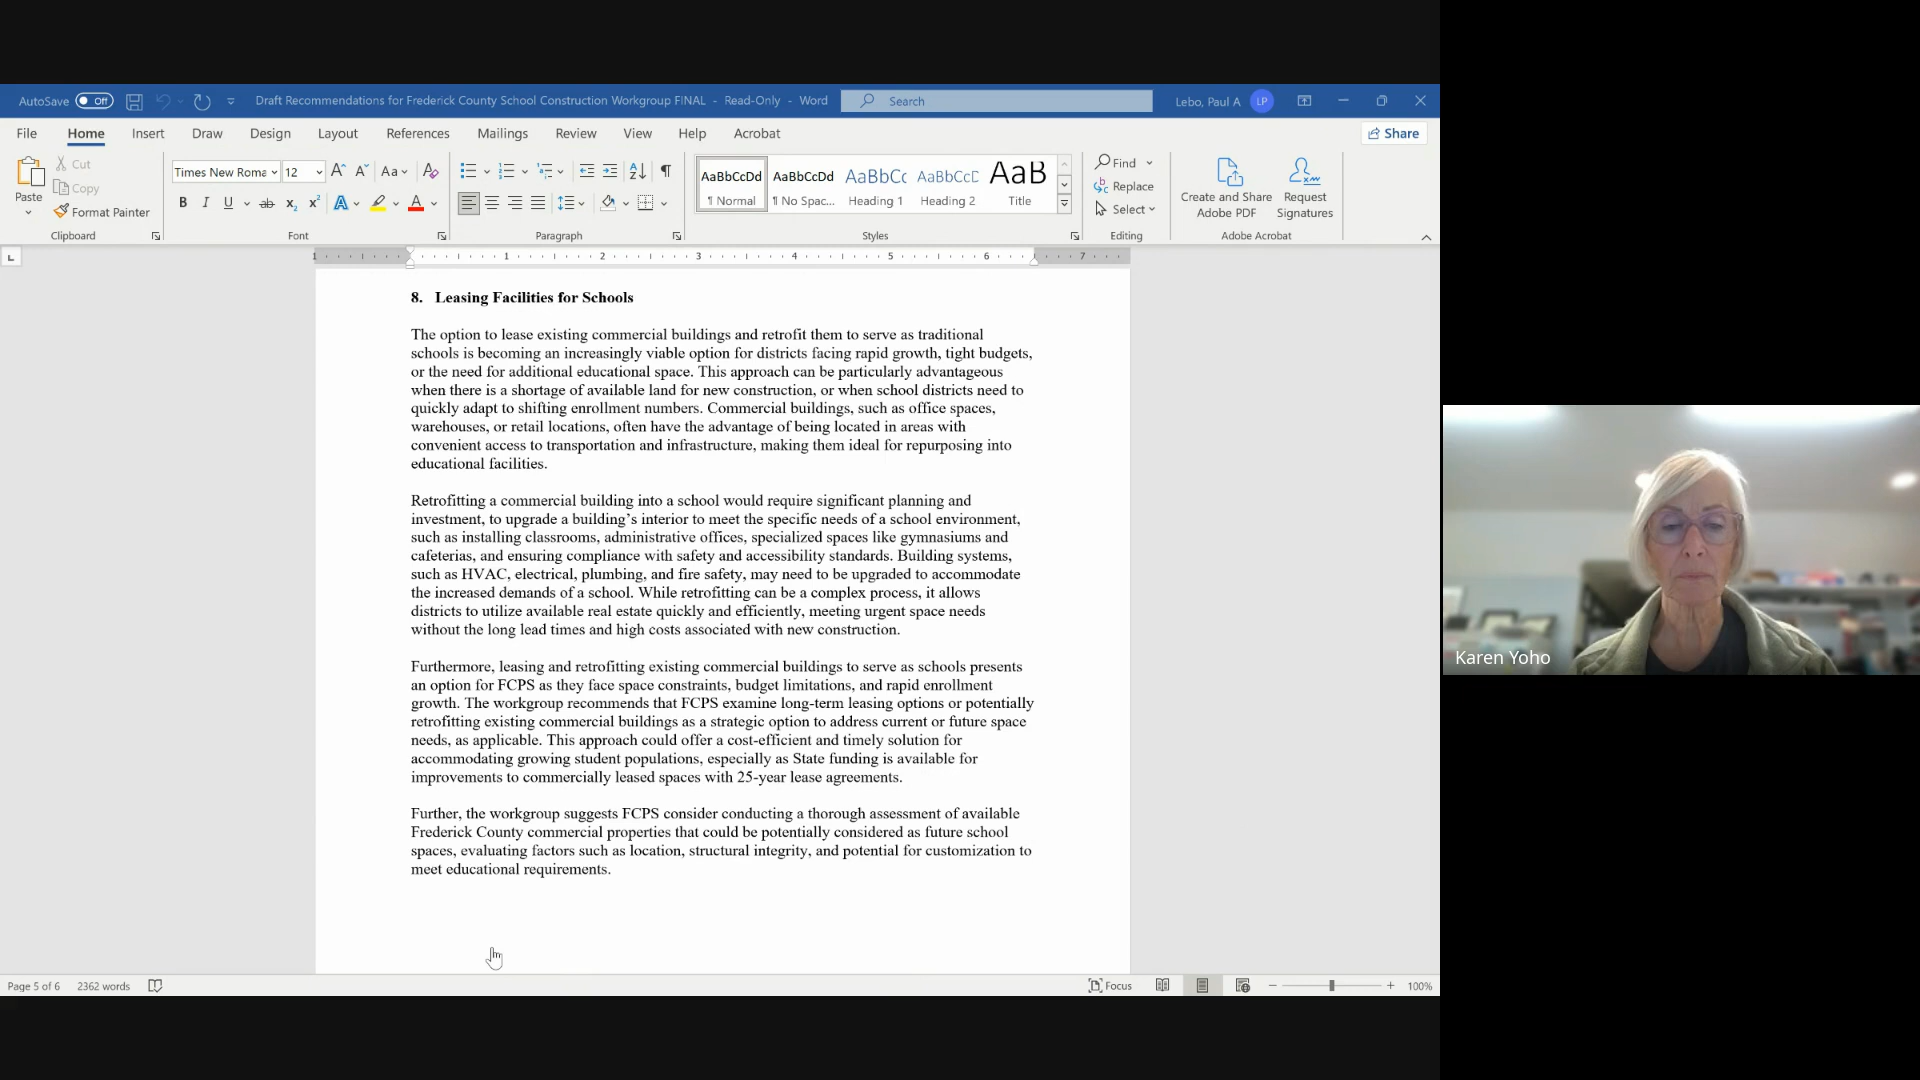 AutoSave Off Draft Recommendations for Frederick County School Construction Workgroup FINAL - Read-Only - Word Search Lebo, Paul A LP
File Home Insert Draw Design Layout References Mailings Review View Help Acrobat Share
Paste Cut Copy Format Painter
Times New Roma 12
AaBbCcDd AaBbCcDd AaBbCc AaBbCcD AaB
¶ Normal ¶ No Spac... Heading 1 Heading 2 Title
Find Replace Select
Create and Share Adobe PDF Request Signatures
Clipboard Font Paragraph Styles Editing Adobe Acrobat
1 1 2 3 4 5 6 7
8. Leasing Facilities for Schools
The option to lease existing commercial buildings and retrofit them to serve as traditional
schools is becoming an increasingly viable option for districts facing rapid growth, tight budgets,
or the need for additional educational space. This approach can be particularly advantageous
when there is a shortage of available land for new construction, or when school districts need to
quickly adapt to shifting enrollment numbers. Commercial buildings, such as office spaces,
warehouses, or retail locations, often have the advantage of being located in areas with
convenient access to transportation and infrastructure, making them ideal for repurposing into
educational facilities.
Retrofitting a commercial building into a school would require significant planning and
investment, to upgrade a building's interior to meet the specific needs of a school environment,
such as installing classrooms, administrative offices, specialized spaces like gymnasiums and
cafeterias, and ensuring compliance with safety and accessibility standards. Building systems,
such as HVAC, electrical, plumbing, and fire safety, may need to be upgraded to accommodate
the increased demands of a school. While retrofitting can be a complex process, it allows
districts to utilize available real estate quickly and efficiently, meeting urgent space needs
without the long lead times and high costs associated with new construction.
Furthermore, leasing and retrofitting existing commercial buildings to serve as schools presents
an option for FCPS as they face space constraints, budget limitations, and rapid enrollment
growth. The workgroup recommends that FCPS examine long-term leasing options or potentially
retrofitting existing commercial buildings as a strategic option to address current or future space
needs, as applicable. This approach could offer a cost-efficient and timely solution for
accommodating growing student populations, especially as State funding is available for
improvements to commercially leased spaces with 25-year lease agreements.
Further, the workgroup suggests FCPS consider conducting a thorough assessment of available
Frederick County commercial properties that could be potentially considered as future school
spaces, evaluating factors such as location, structural integrity, and potential for customization to
meet educational requirements.
Page 5 of 6 2362 words Focus 100%
Karen Yoho